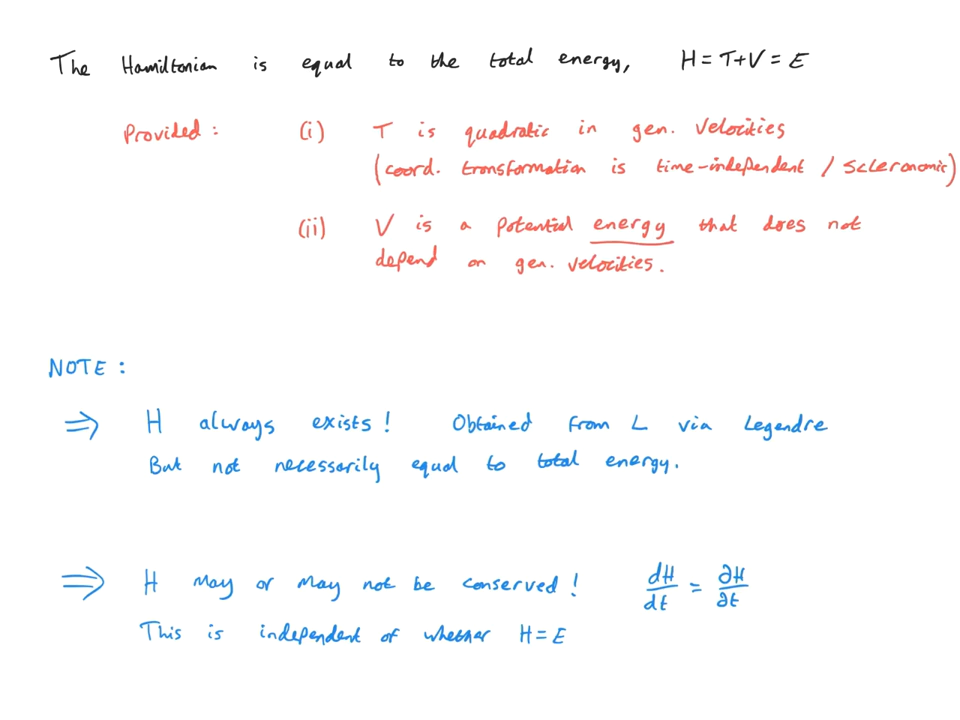 The Hamiltonian is equal to the total energy, H = T+V = E
Provided : (i) T is quadratic in gen. velocities
(coord. transformation is time-independent / scleronomic)
(ii) V is a potential energy that does not
depend on gen. velocities.
NOTE :
⇒ H always exists! Obtained from L via Legendre
But not necessarily equal to total energy.
⇒ H may or may not be conserved! dH/dt = ∂H/∂t
This is independent of whether H = E